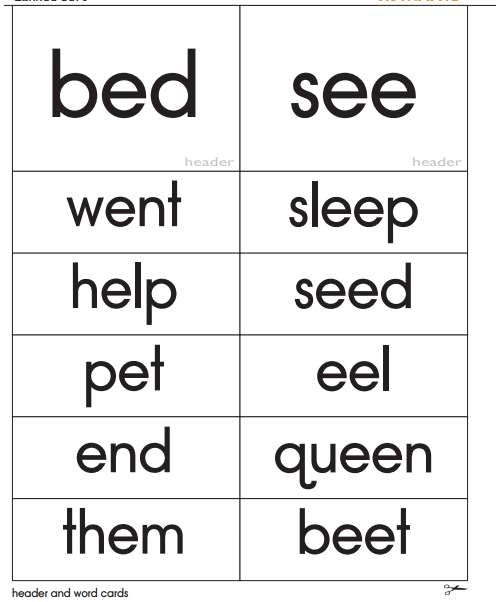 bed see
header header
went sleep
help seed
pet eel
end queen
them beet
header and word cards